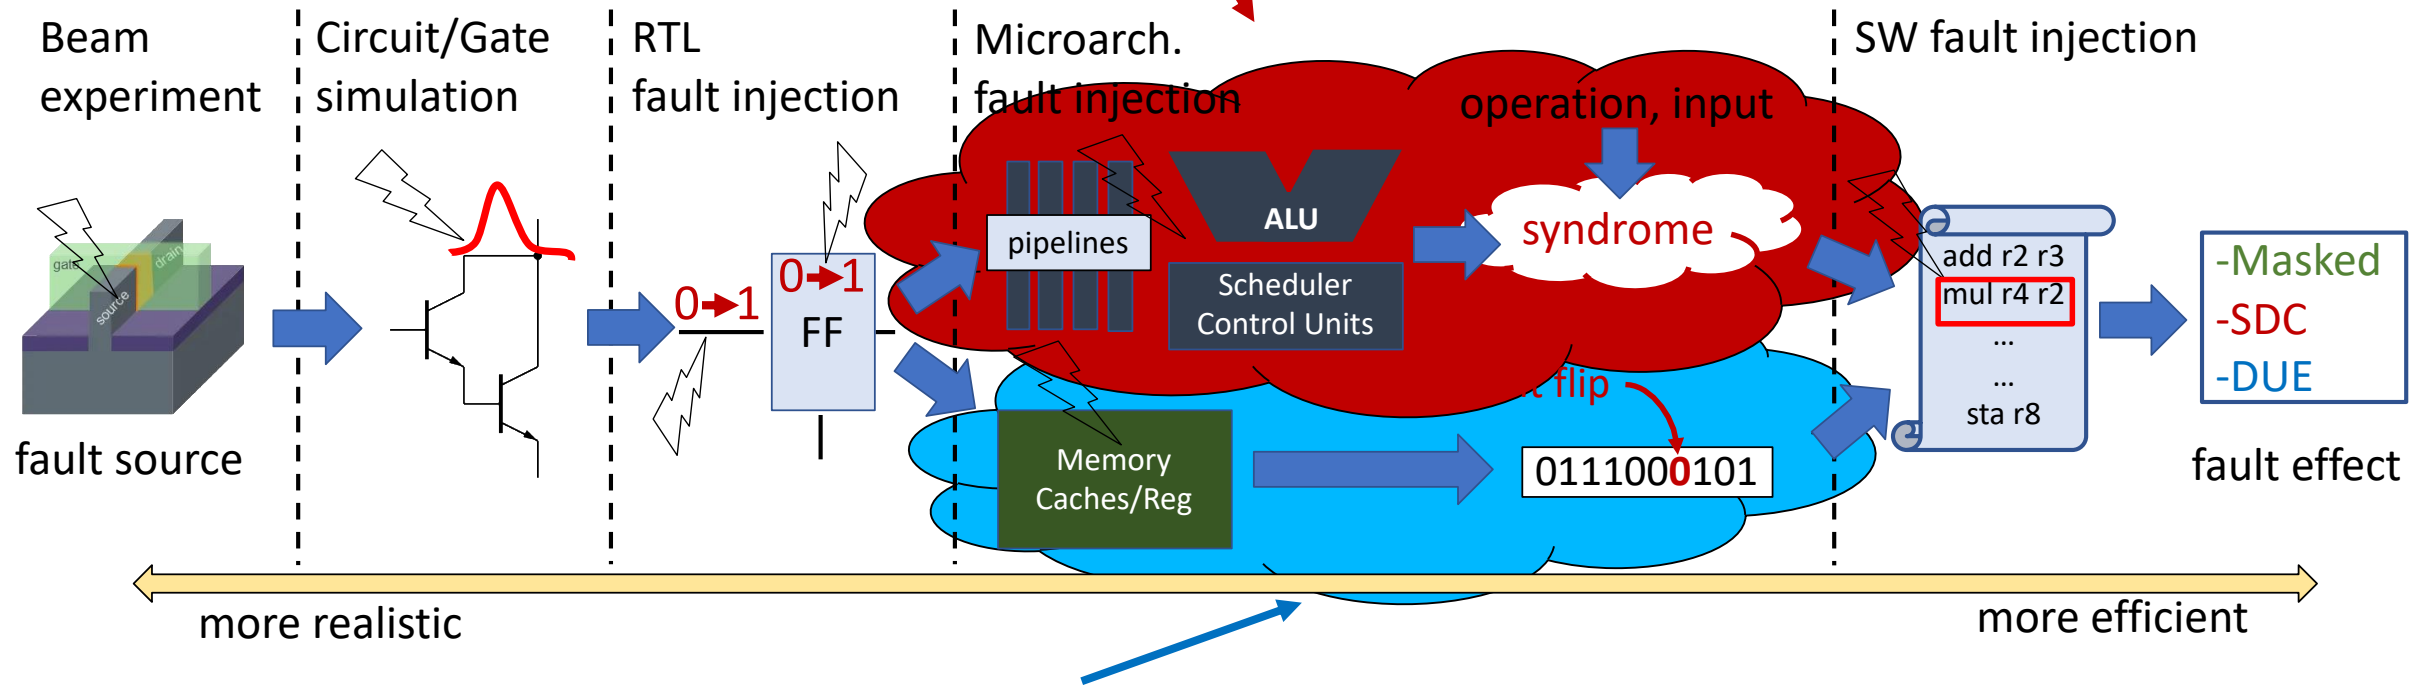 Beam
experiment
Circuit/Gate
simulation
RTL
fault injection
Microarch.
fault injection
SW fault injection
operation, input
gate
drain
source
0 1
0 1
FF
pipelines
ALU
Scheduler
Control Units
syndrome
add r2 r3
mul r4 r2
...
...
sta r8
-Masked
-SDC
-DUE
flip
Memory
Caches/Reg
0111000101
fault source
fault effect
more realistic
more efficient